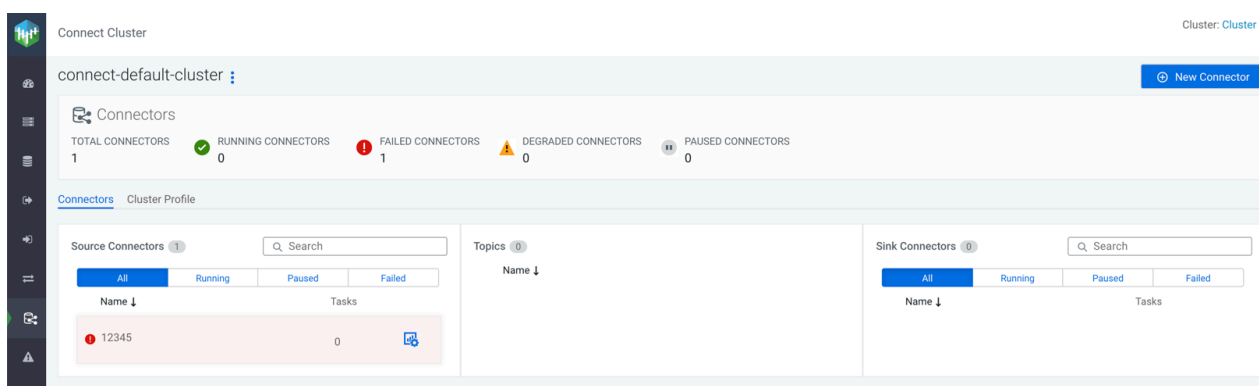 Connect Cluster
Cluster: Cluster
connect-default-cluster
New Connector
Connectors
TOTAL CONNECTORS
1
RUNNING CONNECTORS
0
FAILED CONNECTORS
1
DEGRADED CONNECTORS
0
PAUSED CONNECTORS
0
Connectors Cluster Profile
Source Connectors 1
Search
All Running Paused Failed
Name ↓ Tasks
12345 0
Topics 0
Name ↓
Sink Connectors 0
Search
All Running Paused Failed
Name ↓ Tasks